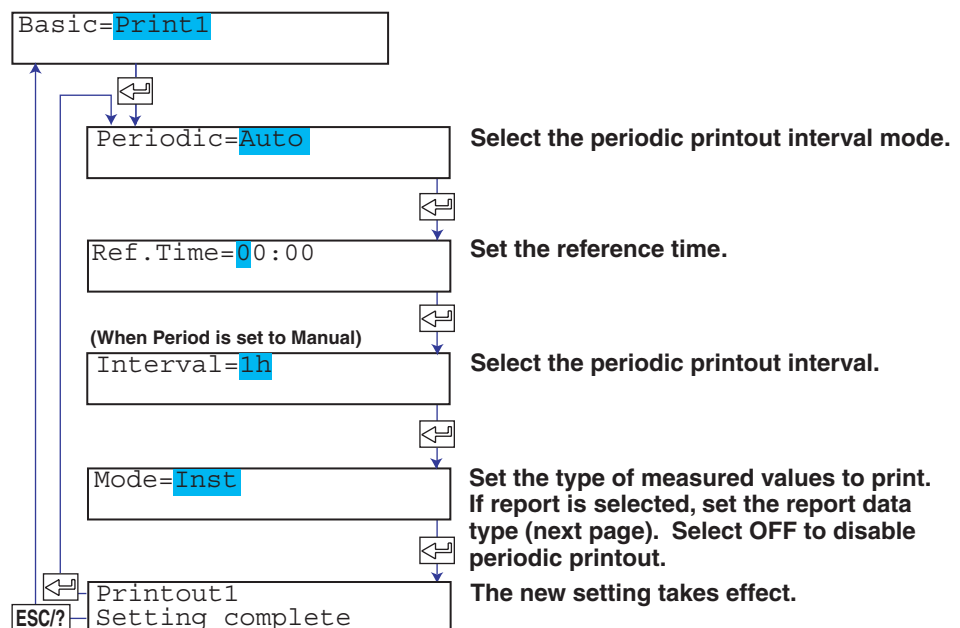 Basic=Print1
Periodic=Auto
Select the periodic printout interval mode.
Ref.Time=00:00
Set the reference time.
(When Period is set to Manual)
Interval=1h
Select the periodic printout interval.
Mode=Inst
Set the type of measured values to print.
If report is selected, set the report data
type (next page). Select OFF to disable
periodic printout.
Printout1
Setting complete
The new setting takes effect.
ESC/?